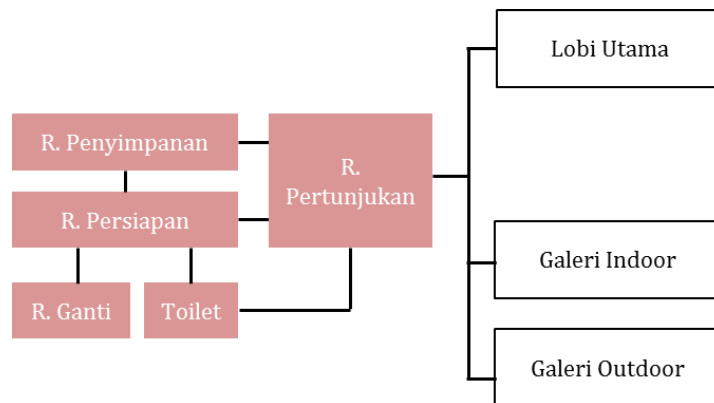 Lobi Utama
R. Penyimpanan
R.
Pertunjukan
R. Persiapan
Galeri Indoor
R. Ganti
Toilet
Galeri Outdoor